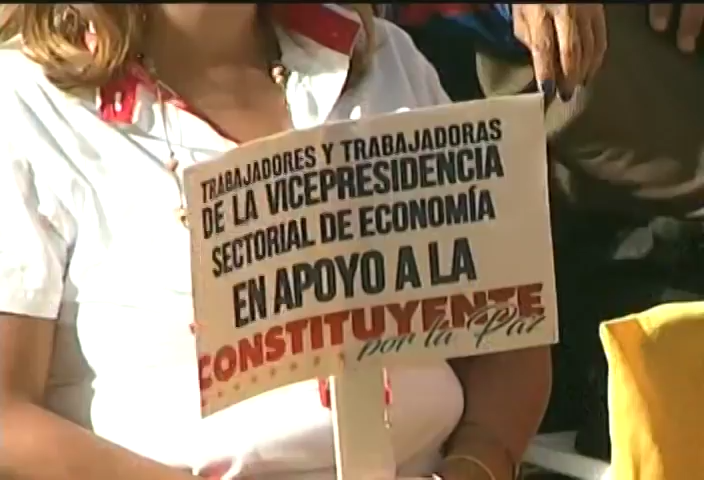 TRABAJADORES Y TRABAJADORAS
DE LA VICEPRESIDENCIA
SECTORIAL DE ECONOMÍA
EN APOYO A LA
CONSTITUYENTE
por la Paz